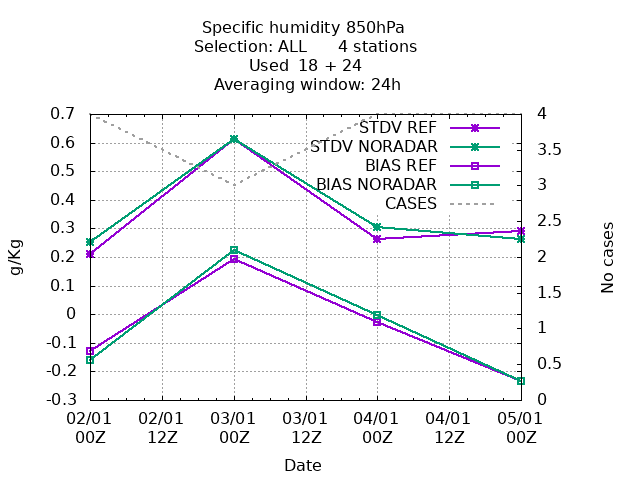 Specific humidity 850hPa
Selection: ALL      4 stations
Used  18 + 24
Averaging window: 24h
0.7
0.6
0.5
0.4
0.3
0.2
0.1
0
-0.1
-0.2
-0.3
g/Kg
STDV REF
STDV NORADAR
BIAS REF
BIAS NORADAR
CASES
4
3.5
3
2.5
2
1.5
1
0.5
0
No cases
02/01 02/01 03/01 03/01 04/01 04/01 05/01
00Z 12Z 00Z 12Z 00Z 12Z 00Z
Date